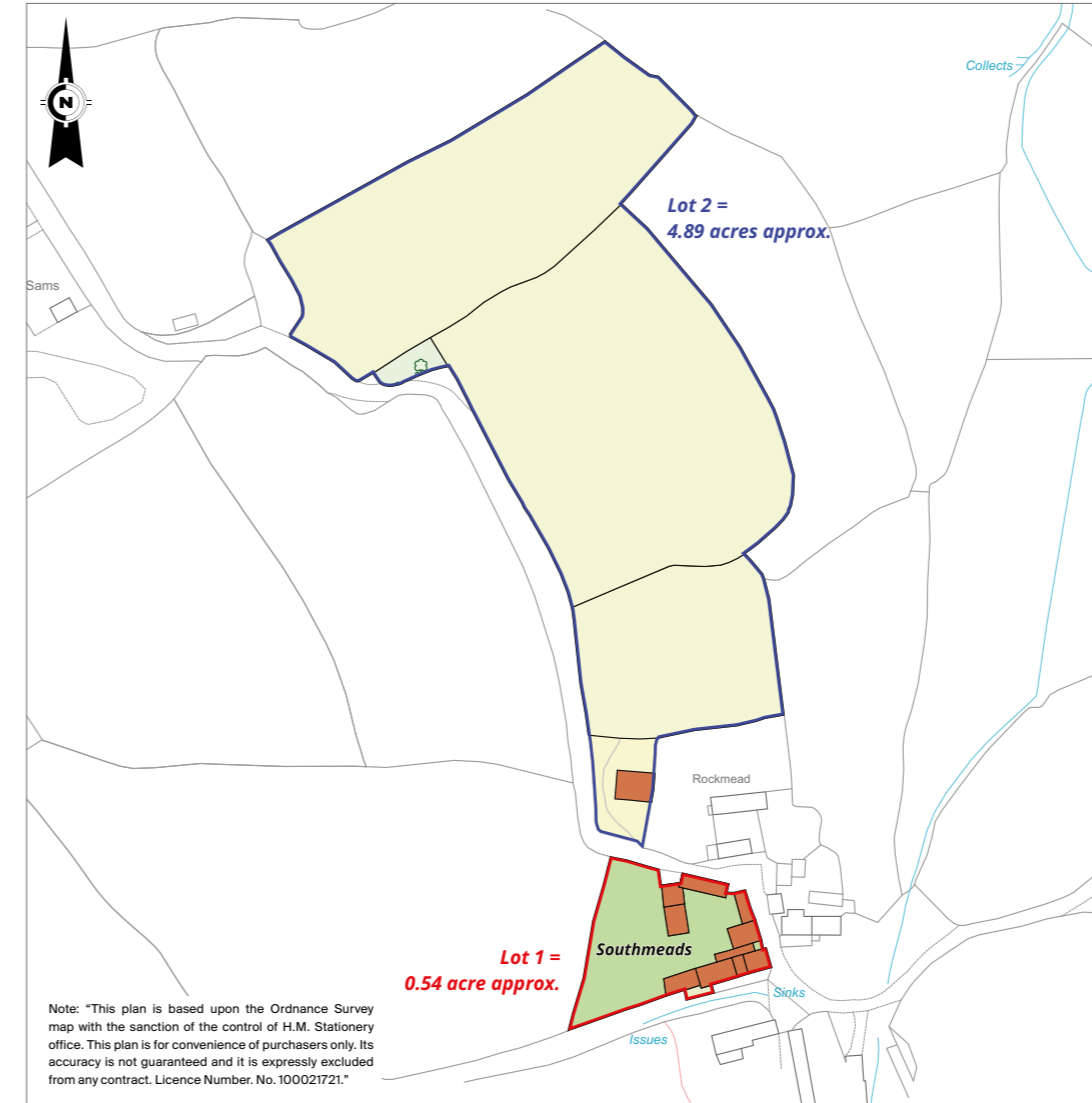 N
Collects
Lot 2 =
4.89 acres approx.
Sams
Rockmead
Southmeads
Lot 1 =
0.54 acre approx.
Sinks
Issues
Note: “This plan is based upon the Ordnance Survey
map with the sanction of the control of H.M. Stationery
office. This plan is for convenience of purchasers only. Its
accuracy is not guaranteed and it is expressly excluded
from any contract. Licence Number. No. 100021721.”